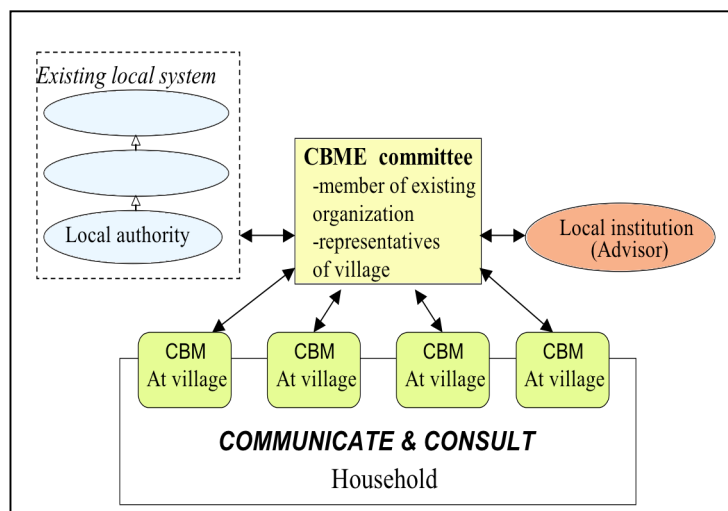 Existing local system
Local authority
CBME committee
-member of existing
organization
-representatives
of village
Local institution
(Advisor)
CBM
At village
CBM
At village
CBM
At village
CBM
At village
COMMUNICATE & CONSULT
Household